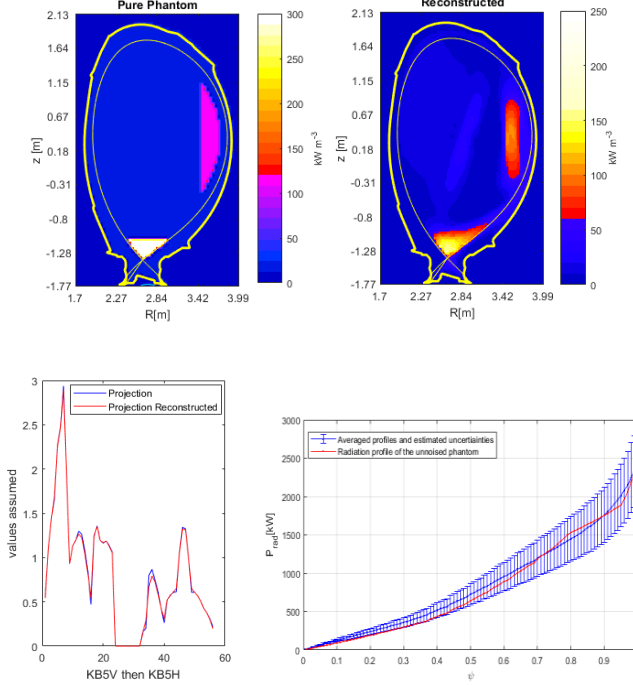 Pure Phantom
Reconstructed
2.13
1.64
1.15
0.67
0.18
-0.31
-0.8
-1.28
-1.77
z [m]
1.7 2.27 2.84 3.42 3.99
R[m]
300
250
200
150
100
50
0
kW m-3
2.13
1.64
1.15
0.67
0.18
-0.31
-0.8
-1.28
-1.77
z [m]
1.7 2.27 2.84 3.42 3.99
R[m]
250
200
150
100
50
0
kW m-3
3
2.5
2
1.5
1
0.5
0
values assumed
Projection
Projection Reconstructed
0 20 40 60
KB5V then KB5H
3000
2500
2000
1500
1000
500
0
Prad[kW]
Averaged profiles and estimated uncertiainties
Radiation profile of the unnoised phantom
0 0.1 0.2 0.3 0.4 0.5 0.6 0.7 0.8 0.9
ψ